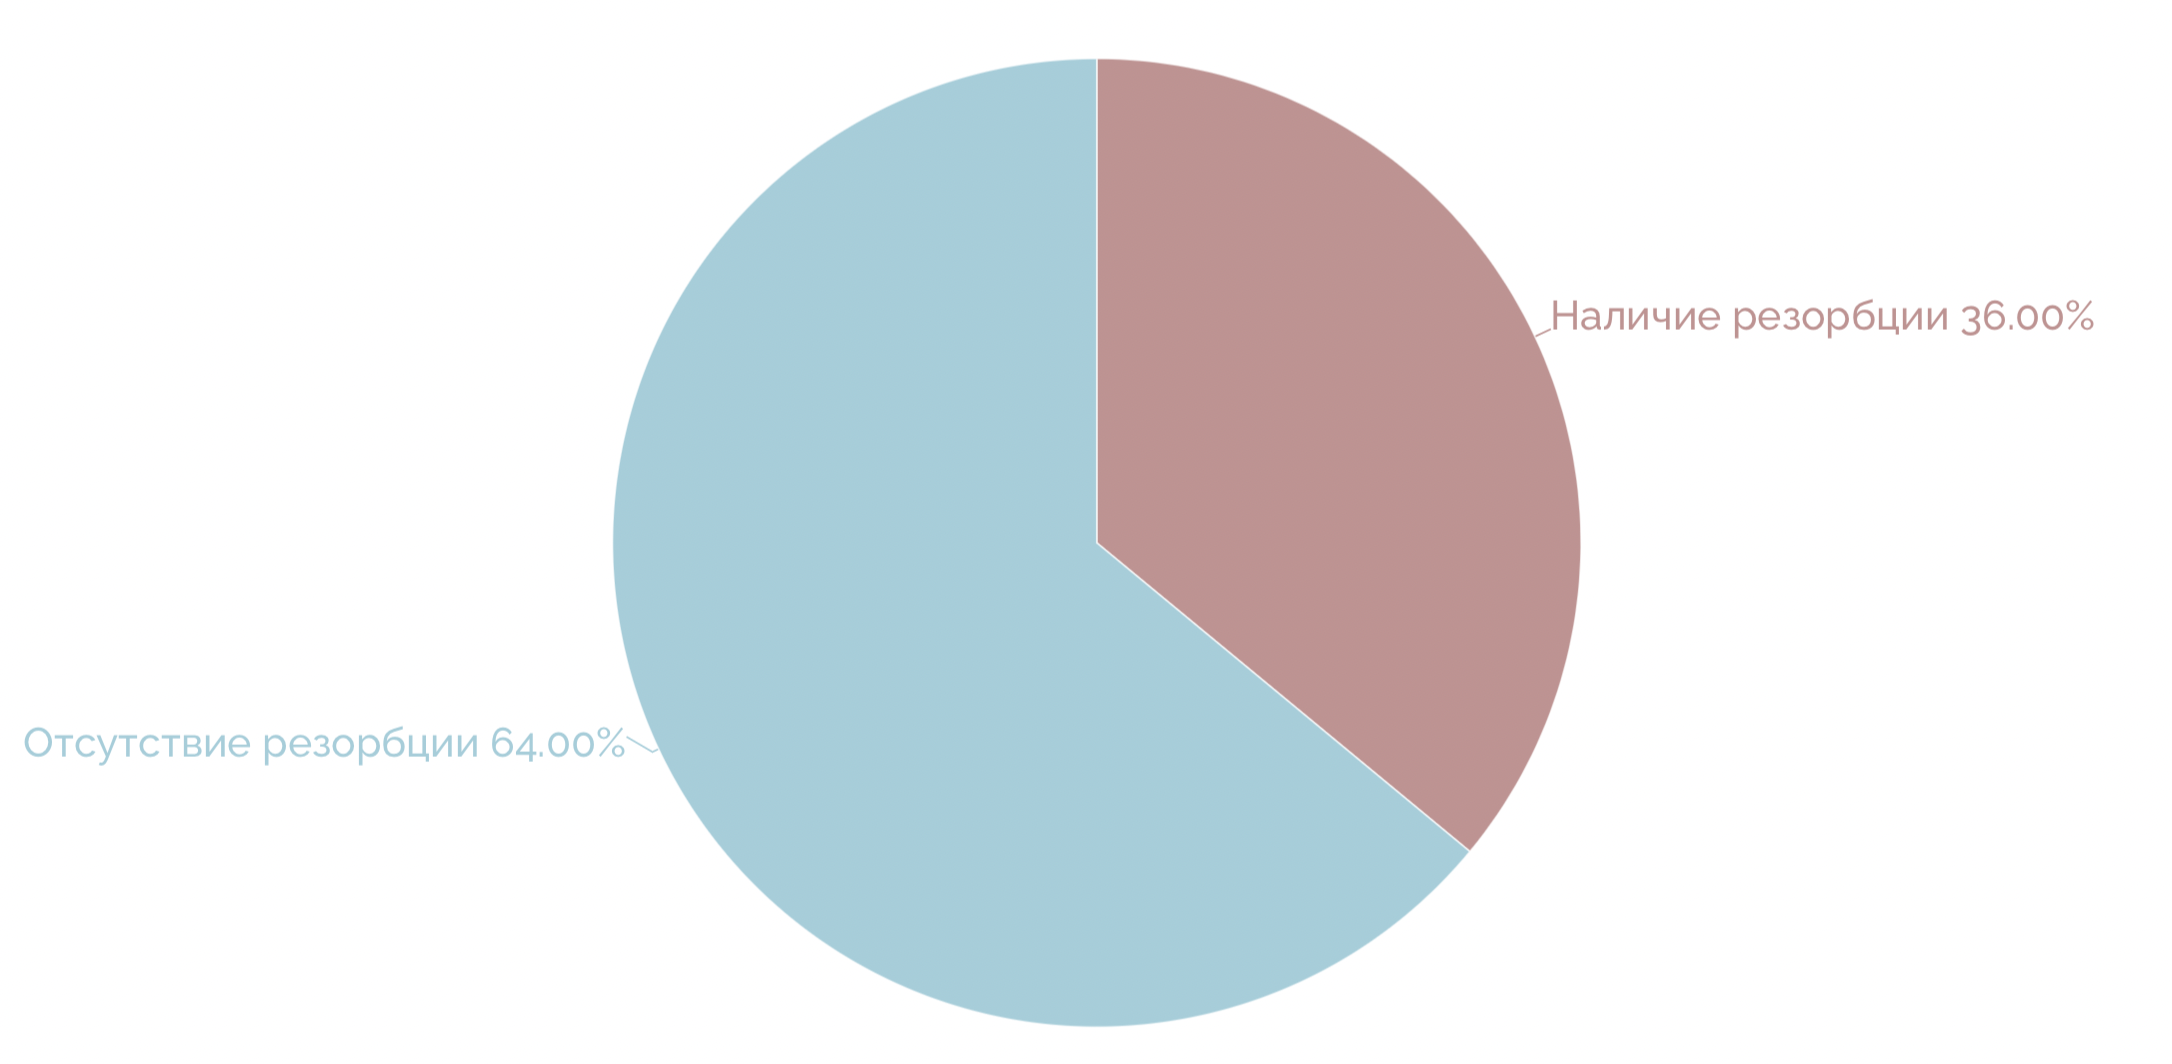 Наличие резорбции 36.00%
Отсутствие резорбции 64.00%